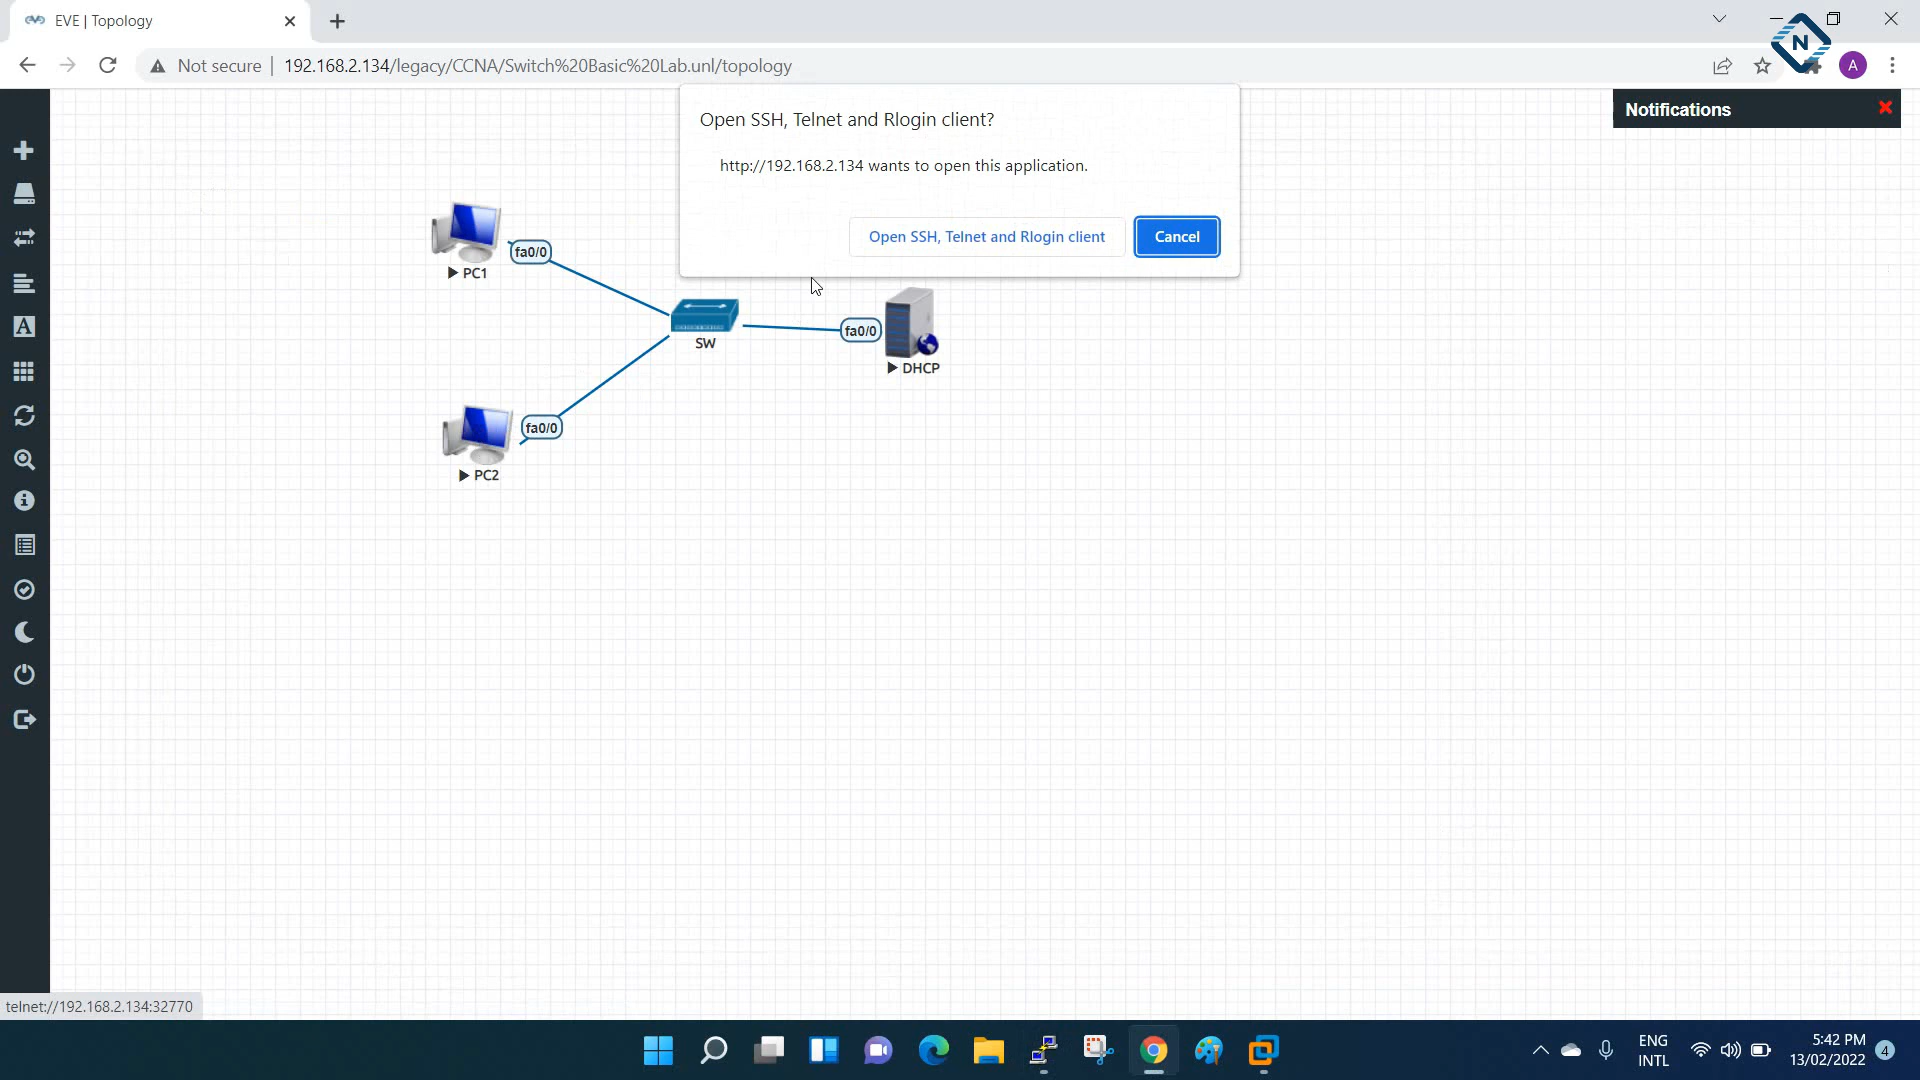 EVE | Topology
Not secure
192.168.2.134/legacy/CCNA/Switch%20Basic%20Lab.unl/topology
N
A
Open SSH, Telnet and Rlogin client?
http://192.168.2.134 wants to open this application.
Open SSH, Telnet and Rlogin client
Cancel
Notifications
fa0/0
PC1
SW
fa0/0
DHCP
fa0/0
PC2
A
telnet://192.168.2.134:32770
ENG
INTL
5:42 PM
13/02/2022
4